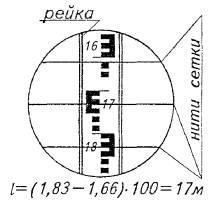 рейка
16
17
18
нити сетки
l=(1,83-1,66)·100=17м